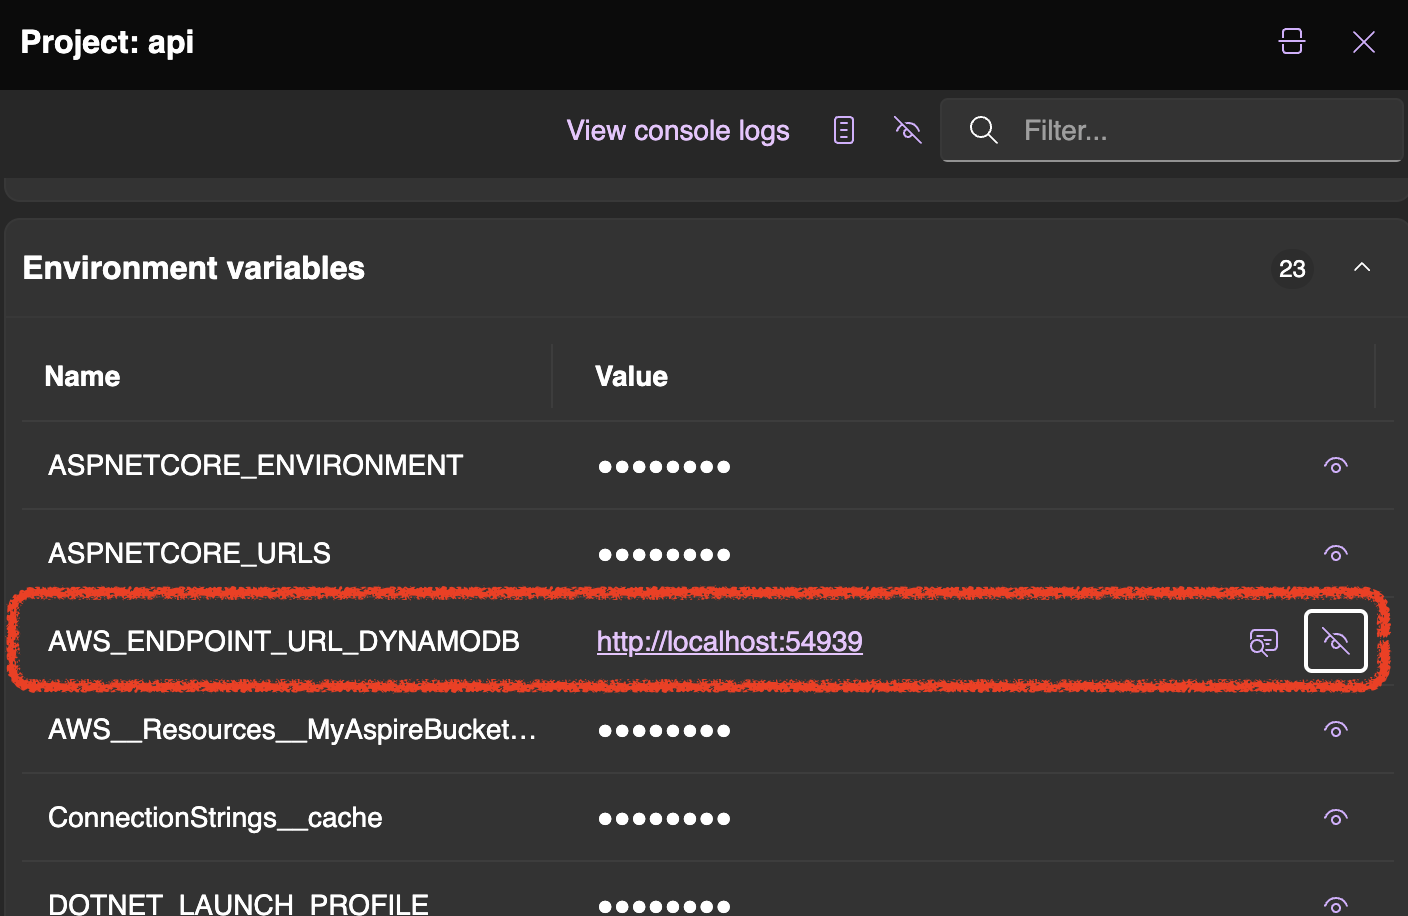 Project: api
View console logs
Filter...
Environment variables
23
Name Value
ASPNETCORE_ENVIRONMENT ●●●●●●●●
ASPNETCORE_URLS ●●●●●●●●
AWS_ENDPOINT_URL_DYNAMODB http://localhost:54939
AWS__Resources__MyAspireBucket... ●●●●●●●●
ConnectionStrings__cache ●●●●●●●●
DOTNET_LAUNCH_PROFILE ●●●●●●●●